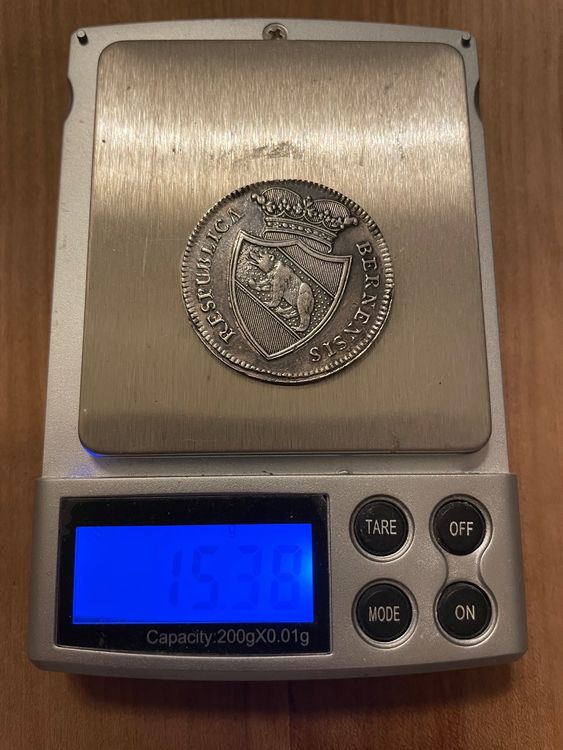 RESPUBLICA BERNENSIS
g
15.38
Capacity:200gX0.01g
TARE
OFF
MODE
ON